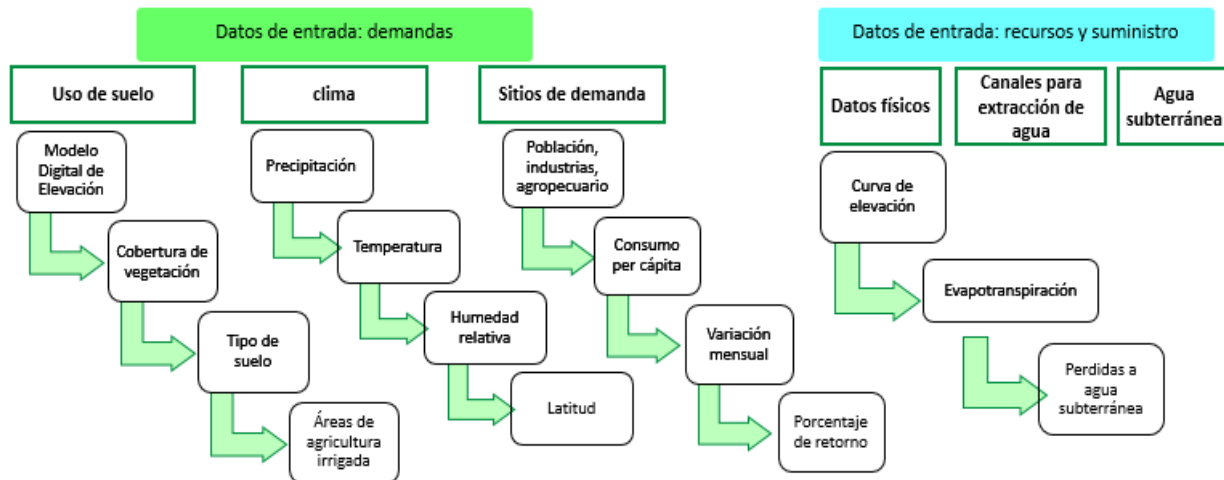 Datos de entrada: demandas
Datos de entrada: recursos y suministro
Uso de suelo
clima
Sitios de demanda
Datos físicos
Canales para
extracción de
agua
Agua
subterránea
Modelo
Digital de
Elevación
Cobertura de
vegetación
Tipo de
suelo
Áreas de
agricultura
irrigada
Precipitación
Temperatura
Humedad
relativa
Latitud
Población,
industrias,
agropecuario
Consumo
per cápita
Variación
mensual
Porcentaje
de retorno
Curva de
elevación
Evapotranspiración
Perdidas a
agua
subterránea